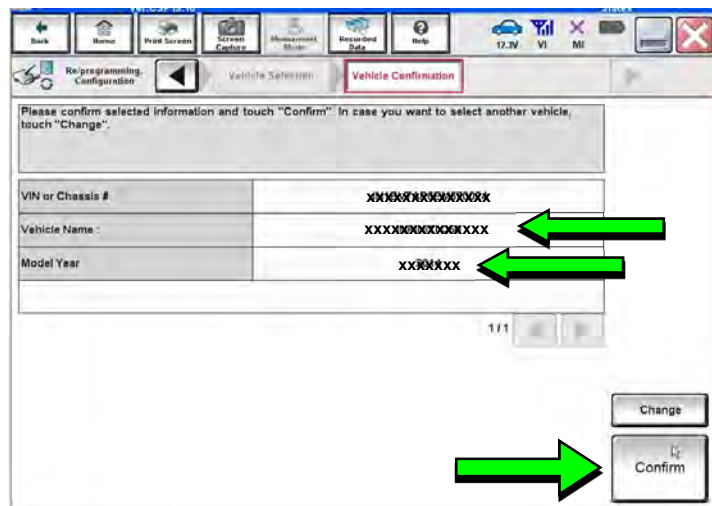 Back
Home
Print Screen
Screen
Capture
Measurement
Mode
Recorded
Data
Help
17.3V
VI
MI
Re/programming,
Configuration
Vehicle Selection
Vehicle Confirmation
Please confirm selected information and touch "Confirm". In case you want to select another vehicle,
touch "Change".
VIN or Chassis #
Vehicle Name :
Model Year
1/1
Change
Confirm